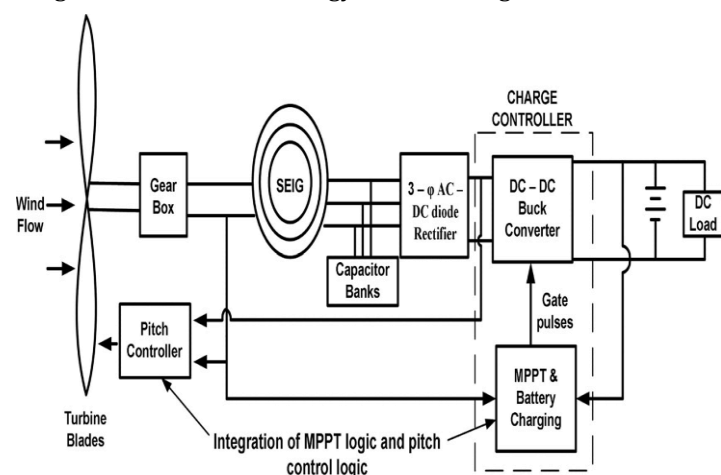 CHARGE
CONTROLLER
Wind
Flow
Gear
Box
SEIG
3 – φ AC –
DC diode
Rectifier
DC – DC
Buck
Converter
DC
Load
Capacitor
Banks
Gate
pulses
Pitch
Controller
MPPT &
Battery
Charging
Turbine
Blades
Integration of MPPT logic and pitch
control logic